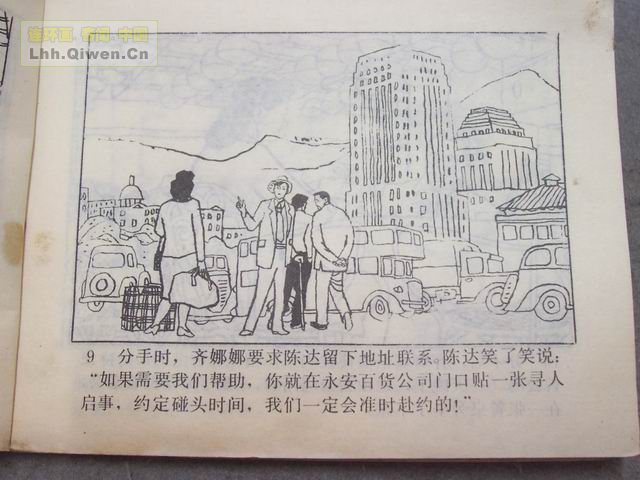 连环画.看图.中国
Lhh.Qiwen.Cn
9 分手时，齐娜娜要求陈达留下地址联系。陈达笑了笑说：
“如果需要我们帮助，你就在永安百货公司门口贴一张寻人
启事，约定碰头时间，我们一定会准时赴约的！”